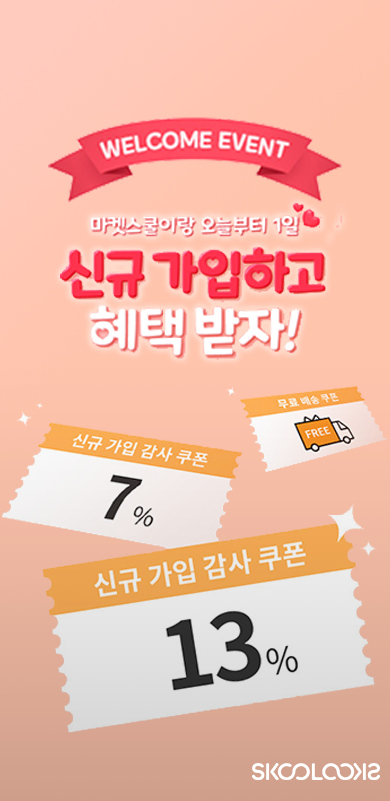 WELCOME EVENT
먀켓스쿨이랑 오늘부터 1일
신규 가입하고
혜택 받자!
무료 배송 쿠폰
FREE
신규 가입 감사 쿠폰
7%
신규 가입 감사 쿠폰
13%
SKOOLOOKS